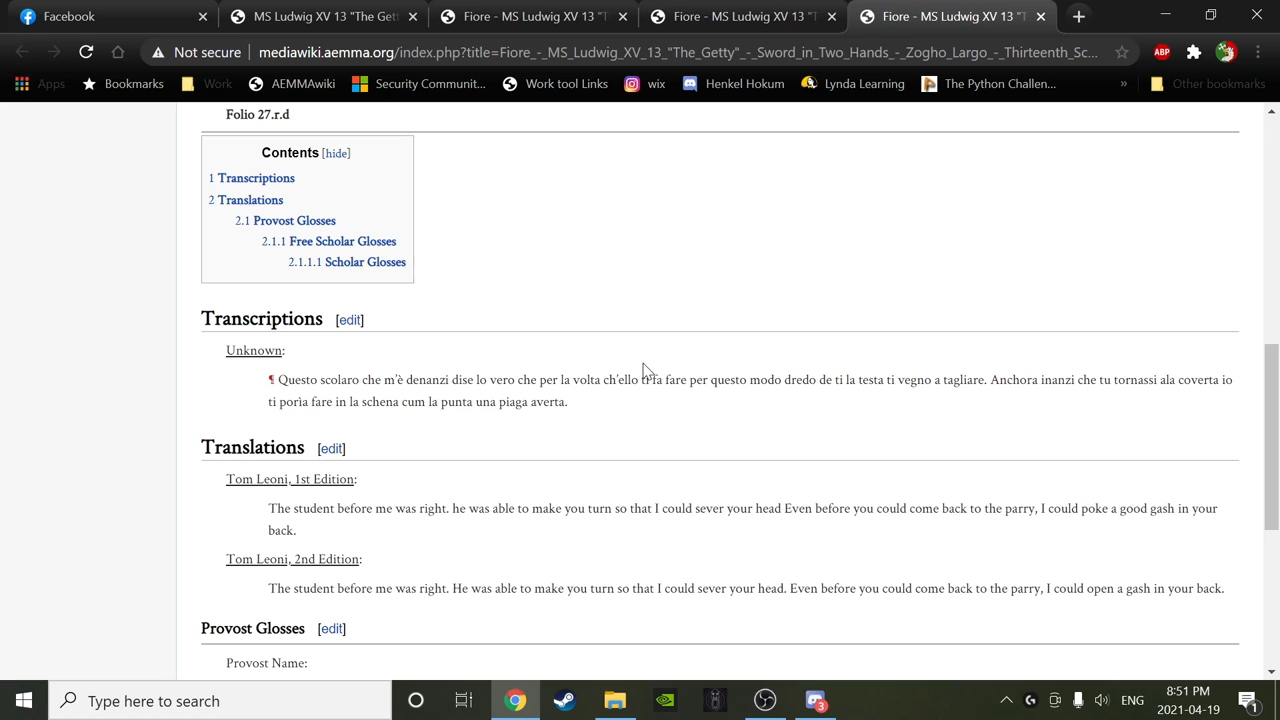 Facebook
MS Ludwig XV 13 "The Gett
Fiore - MS Ludwig XV 13 "T
Fiore - MS Ludwig XV 13 "T
Fiore - MS Ludwig XV 13 "T
Not secure
mediawiki.aemma.org/index.php?title=Fiore_-_MS_Ludwig_XV_13_"The_Getty"_-_Sword_in_Two_Hands_-_Zogho_Largo_-_Thirteenth_Sc...
ABP
Apps
Bookmarks
Work
AEMMAwiki
Security Communit...
Work tool Links
wix
Henkel Hokum
Lynda Learning
The Python Challen...
»
Other bookmarks
Folio 27.r.d
Contents [hide]
1 Transcriptions
2 Translations
2.1 Provost Glosses
2.1.1 Free Scholar Glosses
2.1.1.1 Scholar Glosses
Transcriptions [edit]
Unknown:
¶ Questo scolaro che m'è denanzi dise lo vero che per la volta ch'ello ti fa fare per questo modo dredo de ti la testa ti vegno a tagliare. Anchora inanzi che tu tornassi ala coverta io
ti porìa fare in la schena cum la punta una piaga averta.
Translations [edit]
Tom Leoni, 1st Edition:
The student before me was right. he was able to make you turn so that I could sever your head Even before you could come back to the parry, I could poke a good gash in your
back.
Tom Leoni, 2nd Edition:
The student before me was right. He was able to make you turn so that I could sever your head. Even before you could come back to the parry, I could open a gash in your back.
Provost Glosses [edit]
Provost Name:
Type here to search
3
ENG
8:51 PM
2021-04-19
1